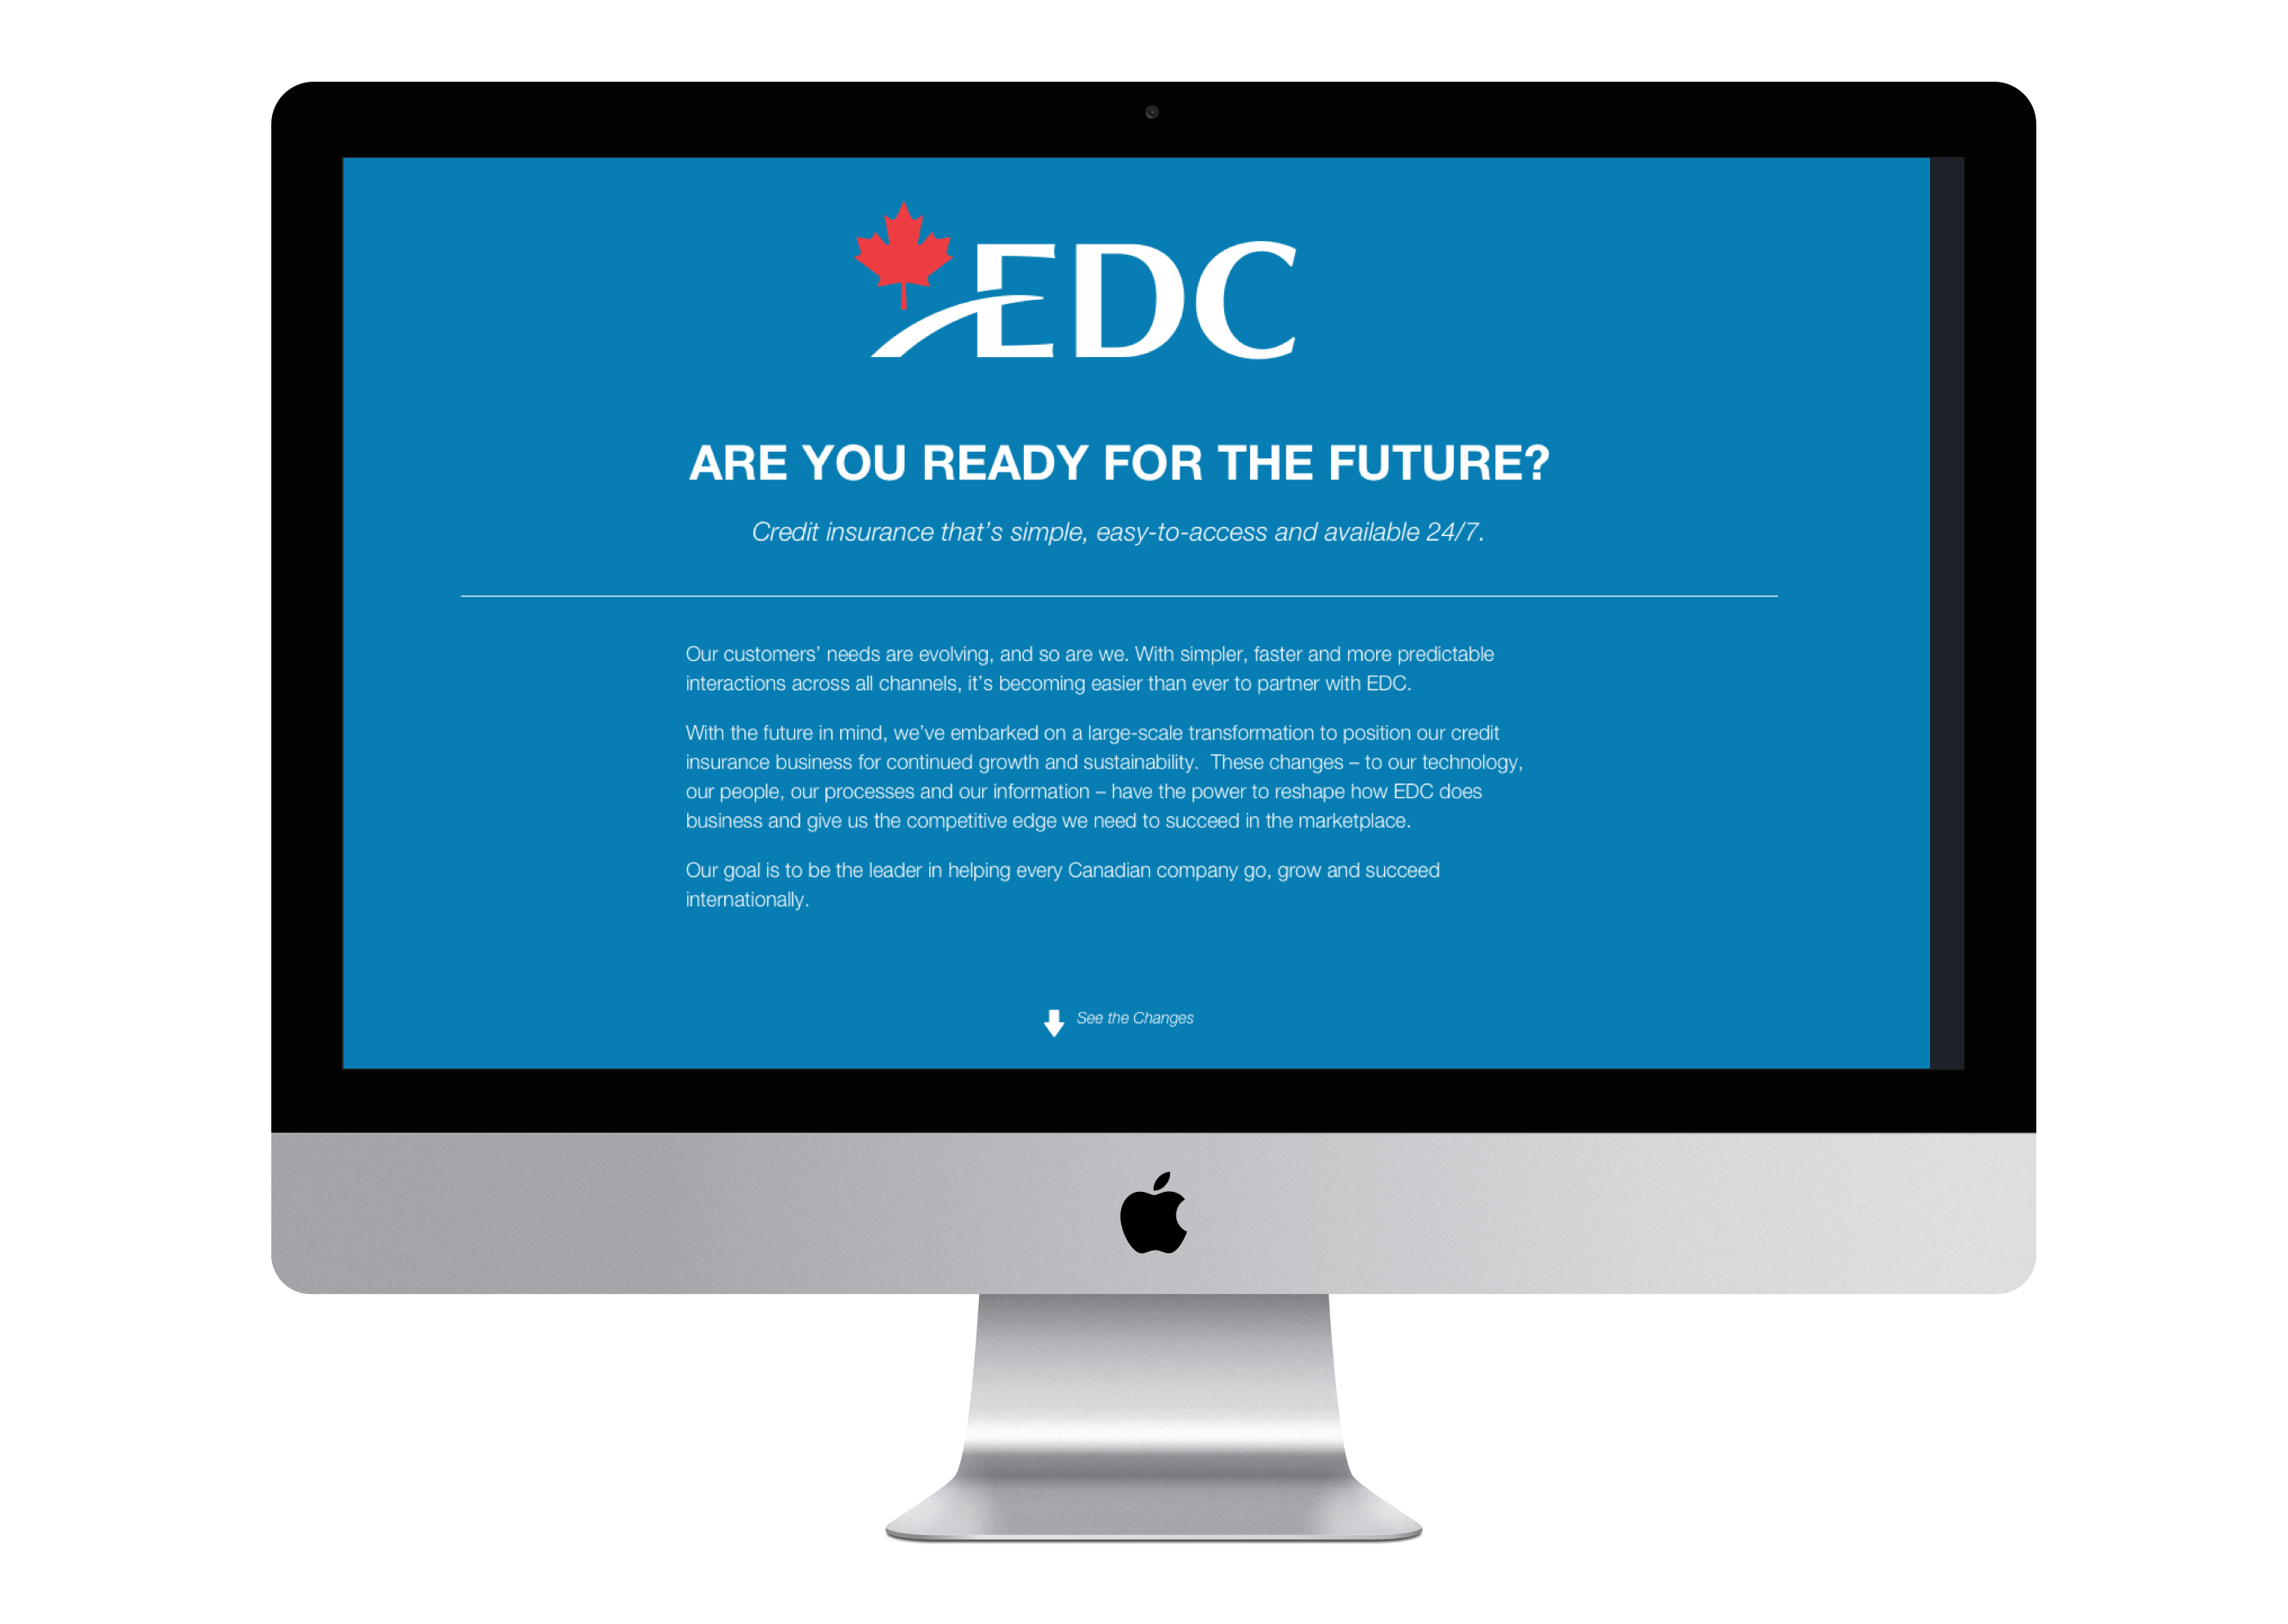 EDC
ARE YOU READY FOR THE FUTURE?
Credit insurance that's simple, easy-to-access and available 24/7.
Our customers' needs are evolving, and so are we. With simpler, faster and more predictable
interactions across all channels, it's becoming easier than ever to partner with EDC.
With the future in mind, we've embarked on a large-scale transformation to position our credit
insurance business for continued growth and sustainability.  These changes – to our technology,
our people, our processes and our information – have the power to reshape how EDC does
business and give us the competitive edge we need to succeed in the marketplace.
Our goal is to be the leader in helping every Canadian company go, grow and succeed
internationally.
See the Changes